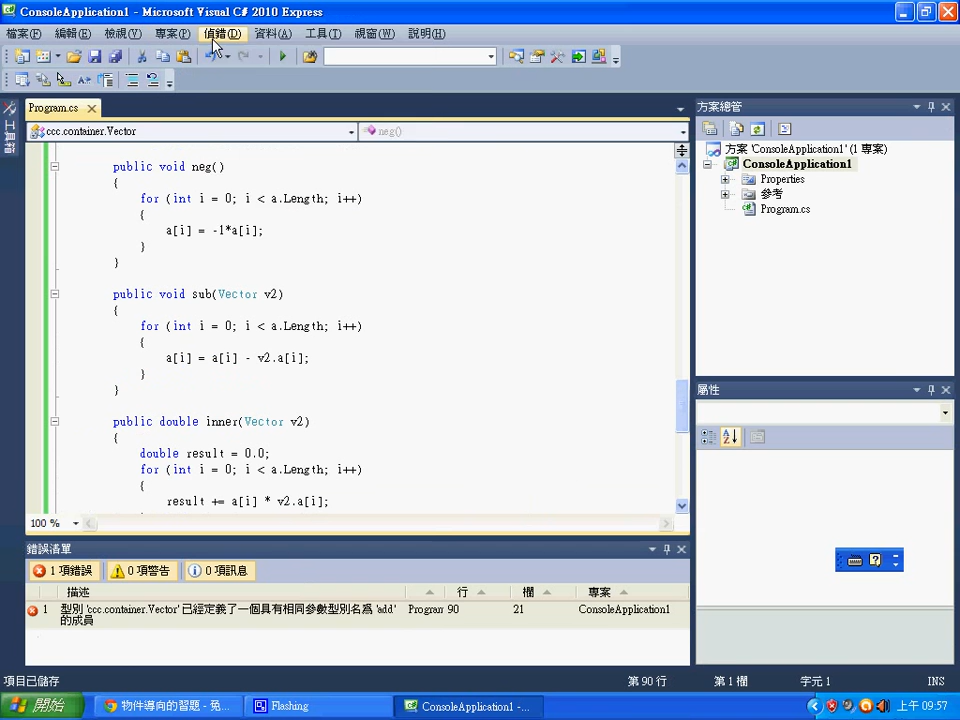 ConsoleApplication1 - Microsoft Visual C# 2010 Express
檔案(F) 編輯(E) 檢視(V) 專案(P) 偵錯(D) 資料(A) 工具(T) 視窗(W) 說明(H)
Program.cs
ccc.container.Vector
neg()
public void neg()
{
for (int i = 0; i < a.Length; i++)
{
a[i] = -1*a[i];
}
}
public void sub(Vector v2)
{
for (int i = 0; i < a.Length; i++)
{
a[i] = a[i] - v2.a[i];
}
}
public double inner(Vector v2)
{
double result = 0.0;
for (int i = 0; i < a.Length; i++)
{
result += a[i] * v2.a[i];
100 %
工具箱
方案總管
方案 'ConsoleApplication1' (1 專案)
ConsoleApplication1
Properties
參考
Program.cs
屬性
錯誤清單
1 項錯誤 0 項警告 0 項訊息
描述 行 欄 專案
1 型別 'ccc.container.Vector' 已經定義了一個具有相同參數型別名為 'add' 的成員 Program 90 21 ConsoleApplication1
項目已儲存 第 90 行 第 1 欄 字元 1 INS
開始 物件導向的習題 - 免... Flashing ConsoleApplication1 -... 上午 09:57